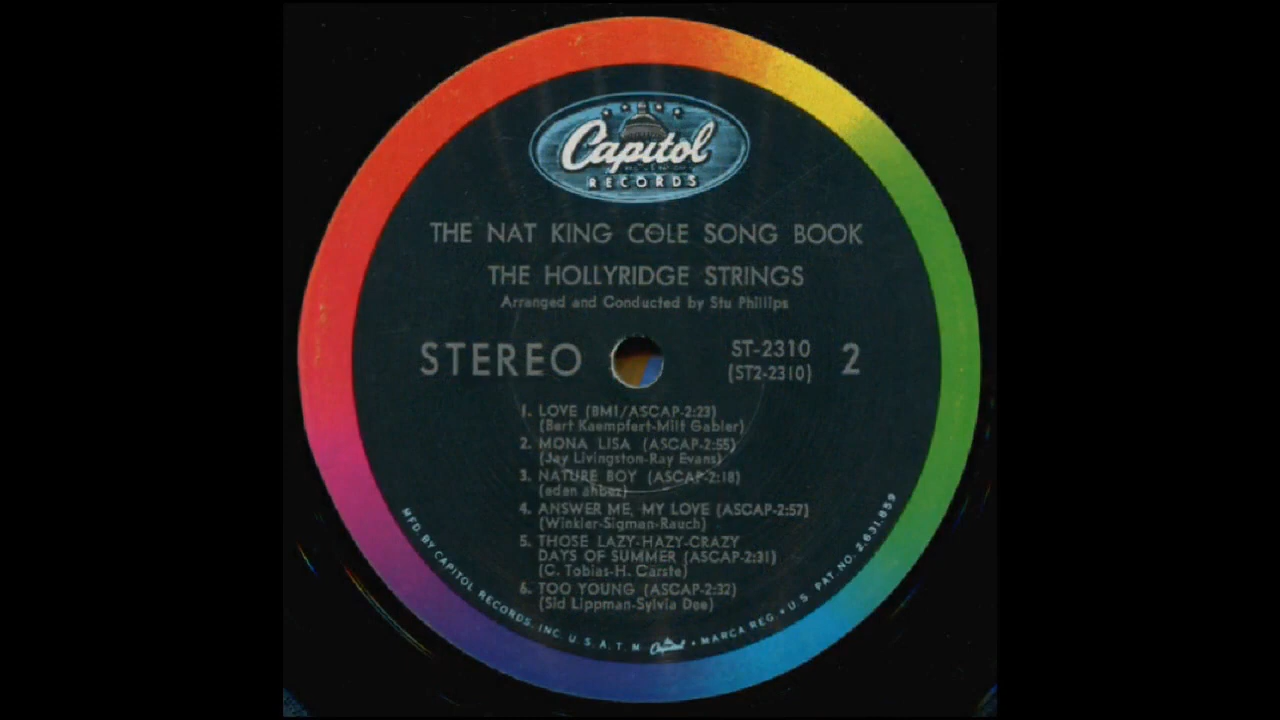 Capitol
RECORDS
THE NAT KING COLE SONG BOOK
THE HOLLYRIDGE STRINGS
Arranged and Conducted by Stu Phillips
STEREO
ST-2310
(ST2-2310)
2
1. LOVE (BMI/ASCAP-2:23)
(Bert Kaempfert-Milt Gabler)
2. MONA LISA (ASCAP-2:55)
(Jay Livingston-Ray Evans)
3. NATURE BOY (ASCAP-2:18)
(eden ahbez)
4. ANSWER ME, MY LOVE (ASCAP-2:57)
(Winkler-Sigman-Rauch)
5. THOSE LAZY-HAZY-CRAZY
DAYS OF SUMMER (ASCAP-2:31)
(C. Tobias-H. Carste)
6. TOO YOUNG (ASCAP-2:32)
(Sid Lippman-Sylvia Dee)
MFD. BY CAPITOL RECORDS, INC. U. S. A. T. M. Capitol • MARCA REG. • U.S. PAT. NO. 2,631,859